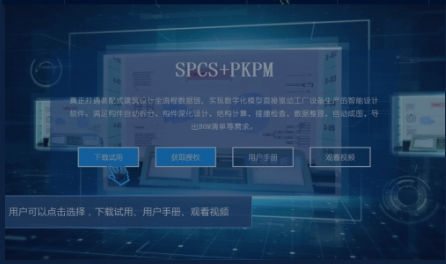 SPCS+PKPM
真正打通装配式建筑设计全流程数据链、实现数字化模型直接驱动工厂设备生产的智能设计
软件。满足构件自动拆分、构件深化设计、结构计算、碰撞检查、数据整理、自动成图、导
出BOM清单等需求。
下载试用
获取授权
用户手册
观看视频
用户可以点击选择，下载试用、用户手册、观看视频